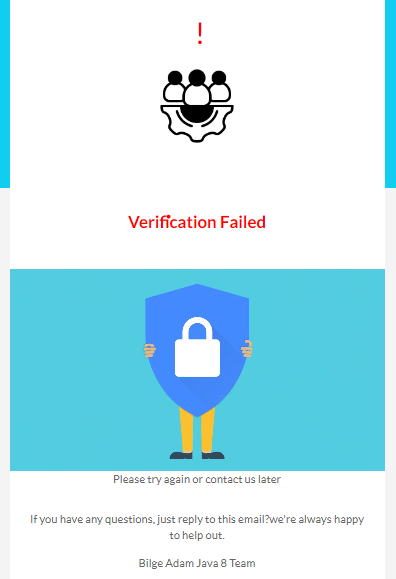 !
Verification Failed
Please try again or contact us later
If you have any questions, just reply to this email?we're always happy
to help out.
Bilge Adam Java 8 Team